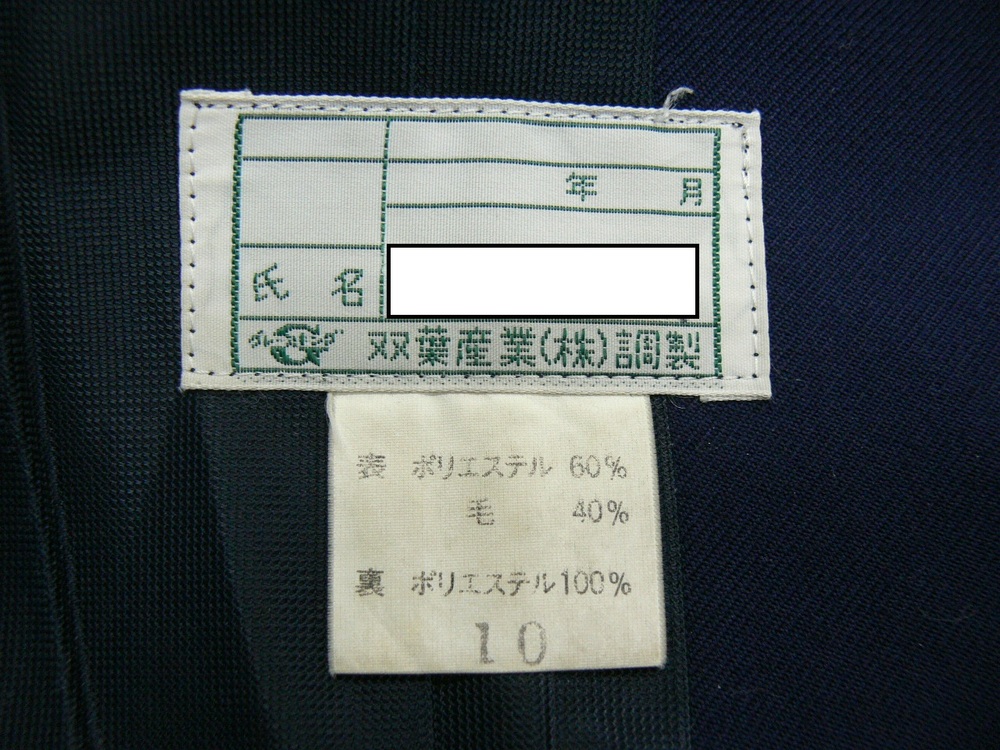 年 月
氏 名
双葉産業(株)調製
表 ポリエステル 60%
毛 40%
裏 ポリエステル100%
10